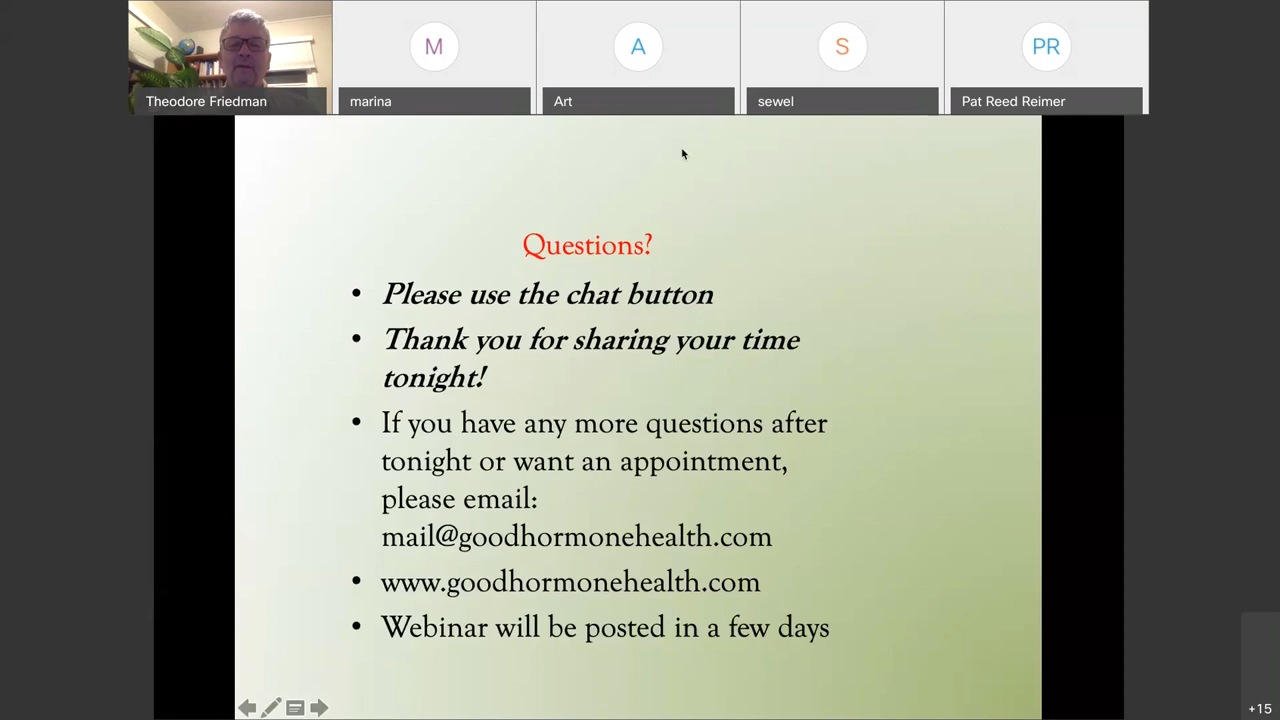 M
A
S
PR
Theodore Friedman
marina
Art
sewel
Pat Reed Reimer
Questions?
• Please use the chat button
• Thank you for sharing your time
tonight!
• If you have any more questions after
tonight or want an appointment,
please email:
mail@goodhormonehealth.com
• www.goodhormonehealth.com
• Webinar will be posted in a few days
+15